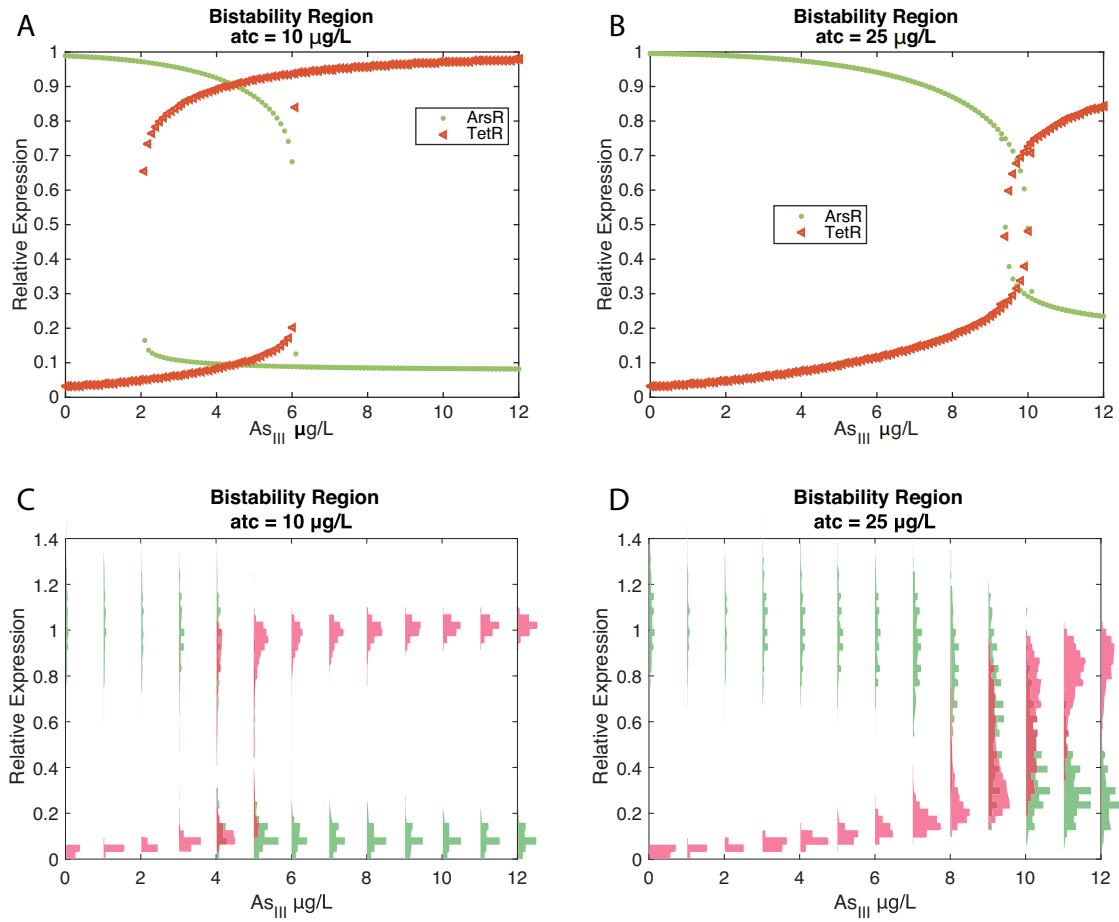 A
Bistability Region
atc = 10 µg/L
1
0.9
0.8
0.7
0.6
0.5
0.4
0.3
0.2
0.1
0
Relative Expression
ArsR
TetR
0 2 4 6 8 10 12
AsIII µg/L
B
Bistability Region
atc = 25 µg/L
1
0.9
0.8
0.7
0.6
0.5
0.4
0.3
0.2
0.1
0
Relative Expression
ArsR
TetR
0 2 4 6 8 10 12
AsIII µg/L
C
Bistability Region
atc = 10 µg/L
1.4
1.2
1
0.8
0.6
0.4
0.2
0
Relative Expression
0 2 4 6 8 10 12
AsIII µg/L
D
Bistability Region
atc = 25 µg/L
1.4
1.2
1
0.8
0.6
0.4
0.2
0
Relative Expression
0 2 4 6 8 10 12
AsIII µg/L